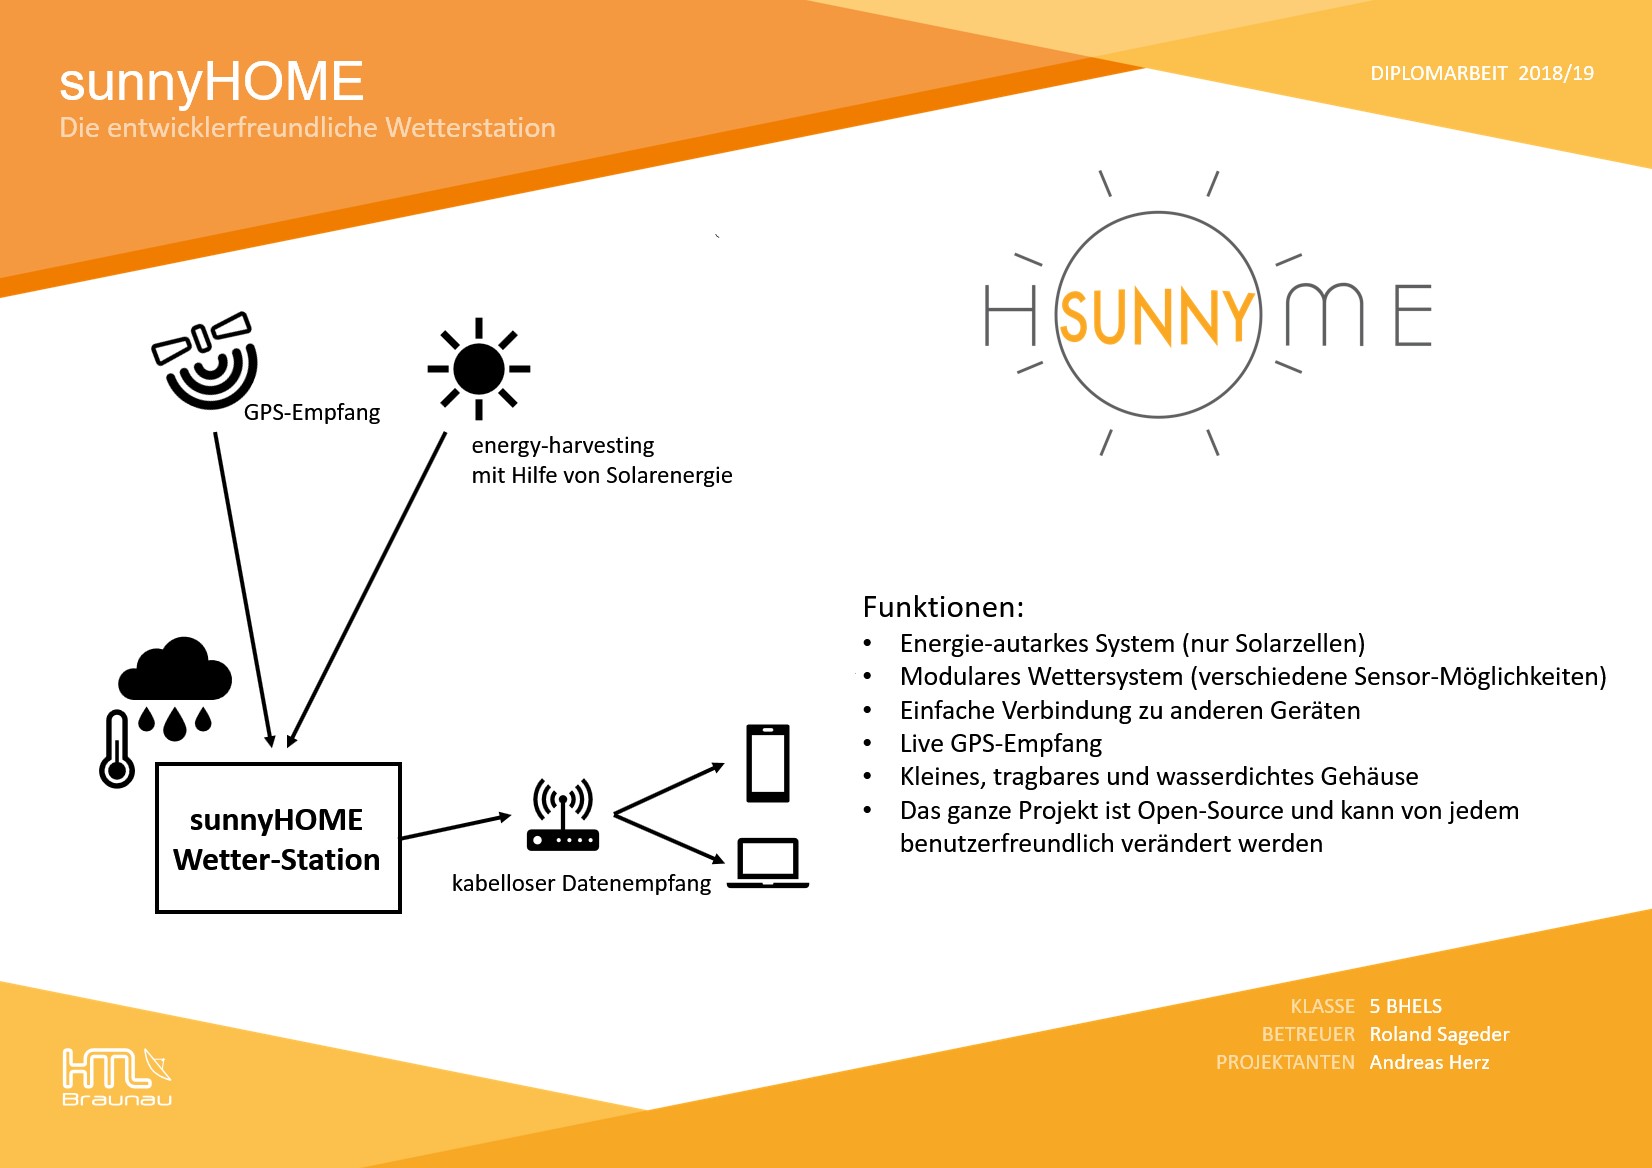 sunnyHOME
Die entwicklerfreundliche Wetterstation
DIPLOMARBEIT 2018/19
H SUNNY ME
GPS-Empfang
energy-harvesting
mit Hilfe von Solarenergie
sunnyHOME
Wetter-Station
kabelloser Datenempfang
Funktionen:
• Energie-autarkes System (nur Solarzellen)
• Modulares Wettersystem (verschiedene Sensor-Möglichkeiten)
• Einfache Verbindung zu anderen Geräten
• Live GPS-Empfang
• Kleines, tragbares und wasserdichtes Gehäuse
• Das ganze Projekt ist Open-Source und kann von jedem
benutzerfreundlich verändert werden
KLASSE 5 BHELS
BETREUER Roland Sageder
PROJEKTANTEN Andreas Herz
HTL
Braunau